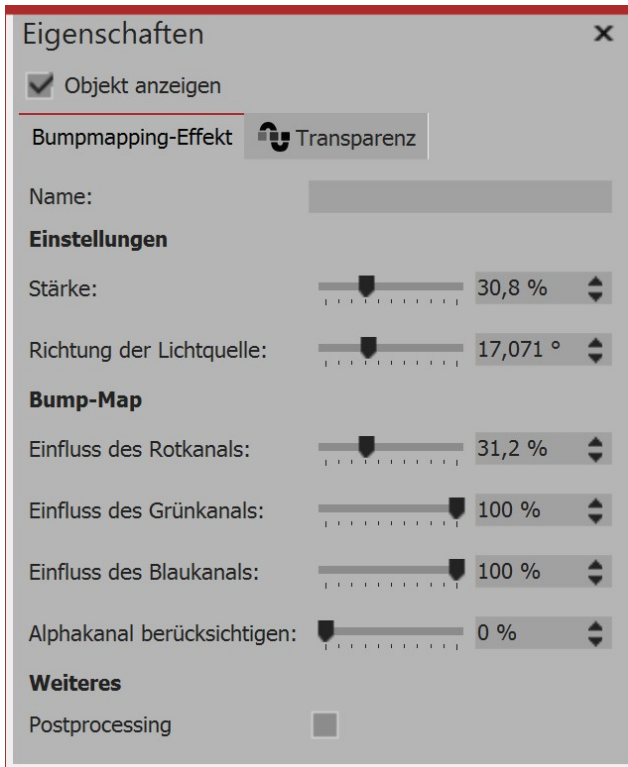 Eigenschaften
Objekt anzeigen
Bumpmapping-Effekt Transparenz
Name:
Einstellungen
Stärke: 30,8 %
Richtung der Lichtquelle: 17,071 °
Bump-Map
Einfluss des Rotkanals: 31,2 %
Einfluss des Grünkanals: 100 %
Einfluss des Blaukanals: 100 %
Alphakanal berücksichtigen: 0 %
Weiteres
Postprocessing